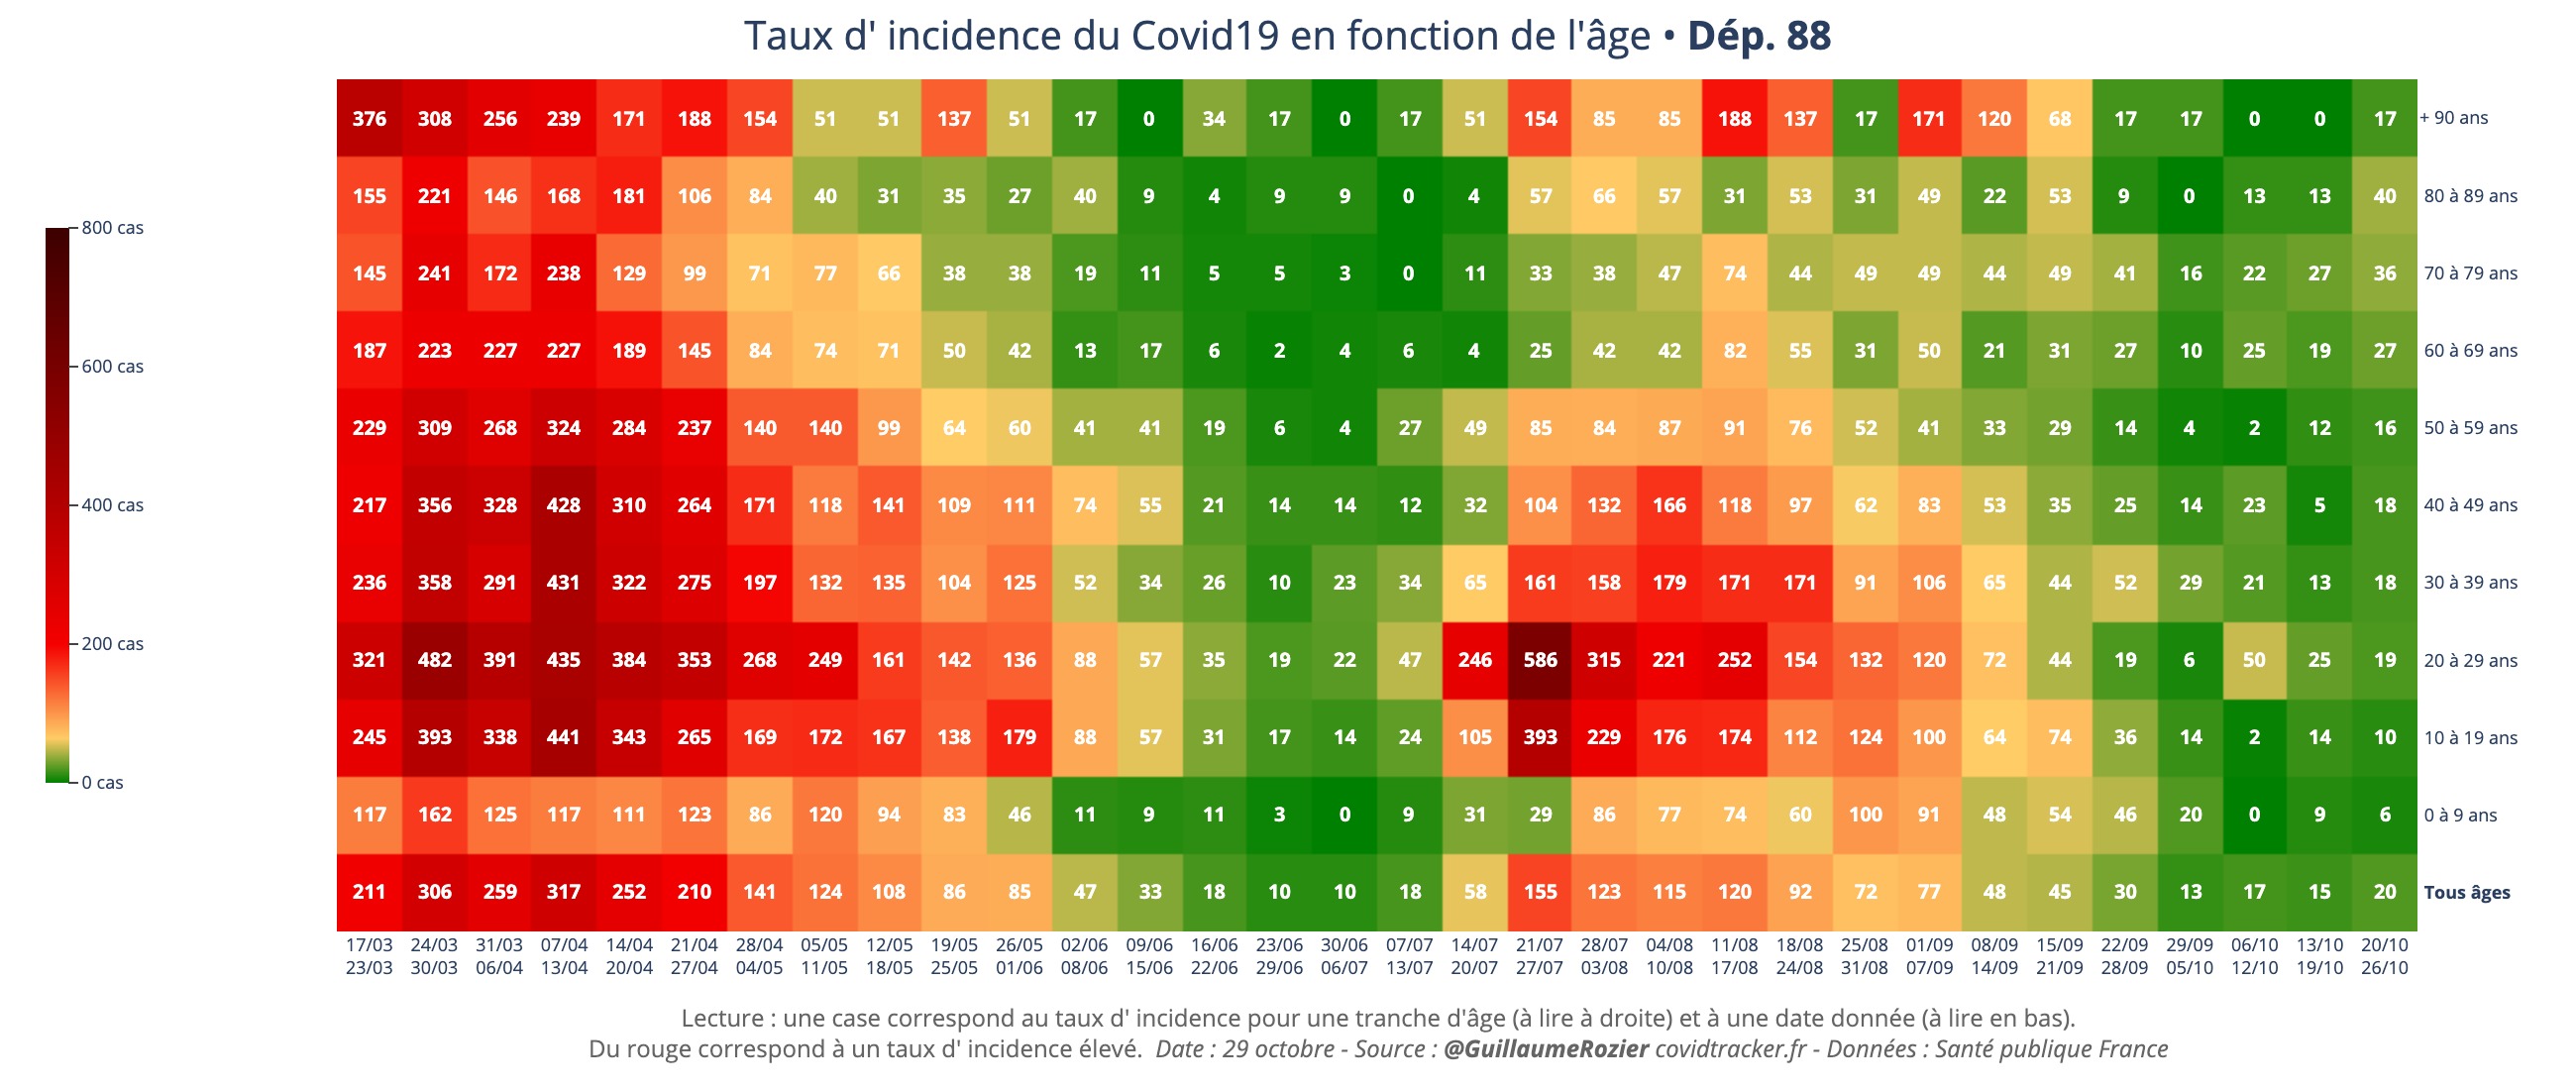 Taux d' incidence du Covid19 en fonction de l'âge • Dép. 88
800 cas
600 cas
400 cas
200 cas
0 cas
376 308 256 239 171 188 154 51 51 137 51 17 0 34 17 0 17 51 154 85 85 188 137 17 171 120 68 17 17 0 0 17 + 90 ans
155 221 146 168 181 106 84 40 31 35 27 40 9 4 9 9 0 4 57 66 57 31 53 31 49 22 53 9 0 13 13 40 80 à 89 ans
145 241 172 238 129 99 71 77 66 38 38 19 11 5 5 3 0 11 33 38 47 74 44 49 49 44 49 41 16 22 27 36 70 à 79 ans
187 223 227 227 189 145 84 74 71 50 42 13 17 6 2 4 6 4 25 42 42 82 55 31 50 21 31 27 10 25 19 27 60 à 69 ans
229 309 268 324 284 237 140 140 99 64 60 41 41 19 6 4 27 49 85 84 87 91 76 52 41 33 29 14 4 2 12 16 50 à 59 ans
217 356 328 428 310 264 171 118 141 109 111 74 55 21 14 14 12 32 104 132 166 118 97 62 83 53 35 25 14 23 5 18 40 à 49 ans
236 358 291 431 322 275 197 132 135 104 125 52 34 26 10 23 34 65 161 158 179 171 171 91 106 65 44 52 29 21 13 18 30 à 39 ans
321 482 391 435 384 353 268 249 161 142 136 88 57 35 19 22 47 246 586 315 221 252 154 132 120 72 44 19 6 50 25 19 20 à 29 ans
245 393 338 441 343 265 169 172 167 138 179 88 57 31 17 14 24 105 393 229 176 174 112 124 100 64 74 36 14 2 14 10 10 à 19 ans
117 162 125 117 111 123 86 120 94 83 46 11 9 11 3 0 9 31 29 86 77 74 60 100 91 48 54 46 20 0 9 6 0 à 9 ans
211 306 259 317 252 210 141 124 108 86 85 47 33 18 10 10 18 58 155 123 115 120 92 72 77 48 45 30 13 17 15 20 Tous âges
17/03 24/03 31/03 07/04 14/04 21/04 28/04 05/05 12/05 19/05 26/05 02/06 09/06 16/06 23/06 30/06 07/07 14/07 21/07 28/07 04/08 11/08 18/08 25/08 01/09 08/09 15/09 22/09 29/09 06/10 13/10 20/10
23/03 30/03 06/04 13/04 20/04 27/04 04/05 11/05 18/05 25/05 01/06 08/06 15/06 22/06 29/06 06/07 13/07 20/07 27/07 03/08 10/08 17/08 24/08 31/08 07/09 14/09 21/09 28/09 05/10 12/10 19/10 26/10
Lecture : une case correspond au taux d' incidence pour une tranche d'âge (à lire à droite) et à une date donnée (à lire en bas).
Du rouge correspond à un taux d' incidence élevé. Date : 29 octobre - Source : @GuillaumeRozier covidtracker.fr - Données : Santé publique France